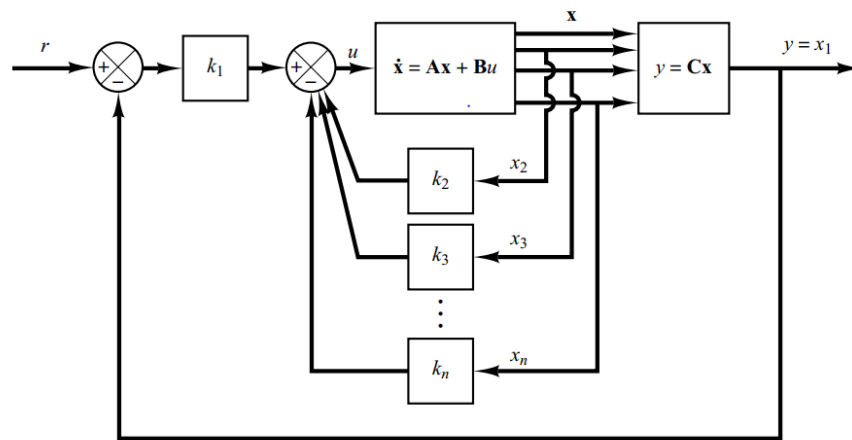 r
+
−
k₁
+
−
u
ẋ = Ax + Bu
x
y = Cx
y = x₁
k₂
x₂
k₃
x₃
⋮
kₙ
xₙ